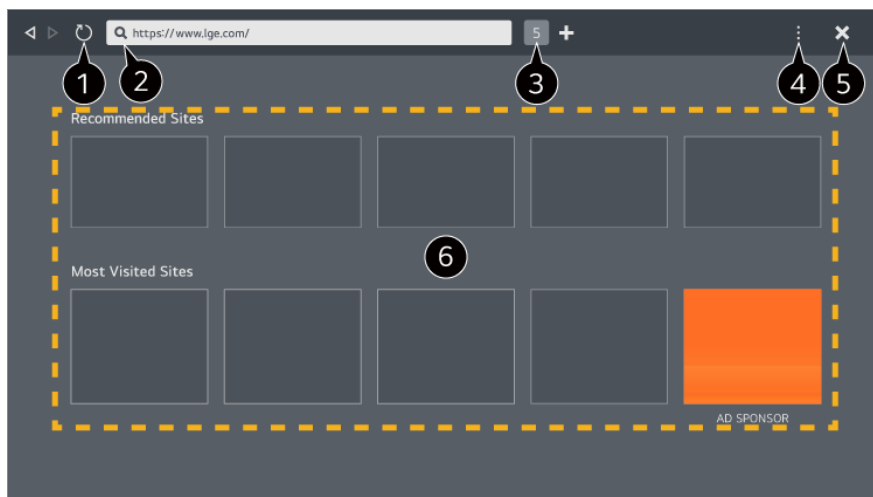 https://www.lge.com/ 5
1 2 3 4 5
Recommended Sites
6
Most Visited Sites
AD SPONSOR